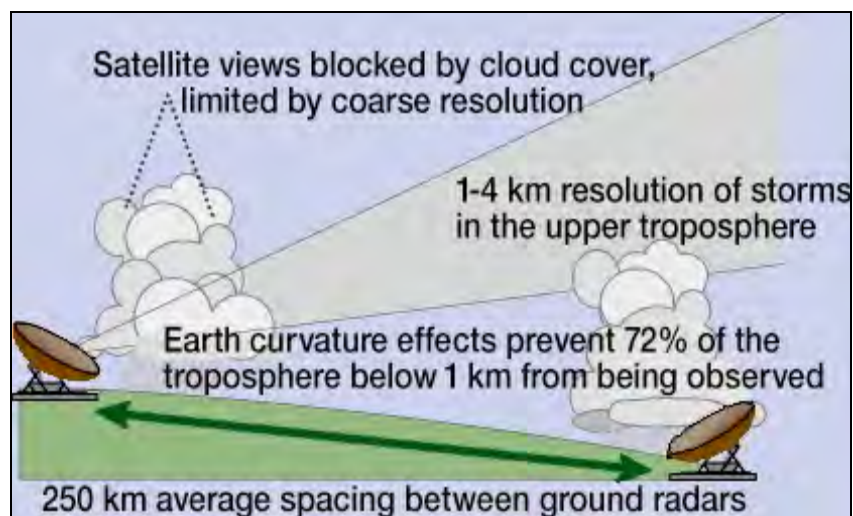 Satellite views blocked by cloud cover,
limited by coarse resolution
1-4 km resolution of storms
in the upper troposphere
Earth curvature effects prevent 72% of the
troposphere below 1 km from being observed
250 km average spacing between ground radars